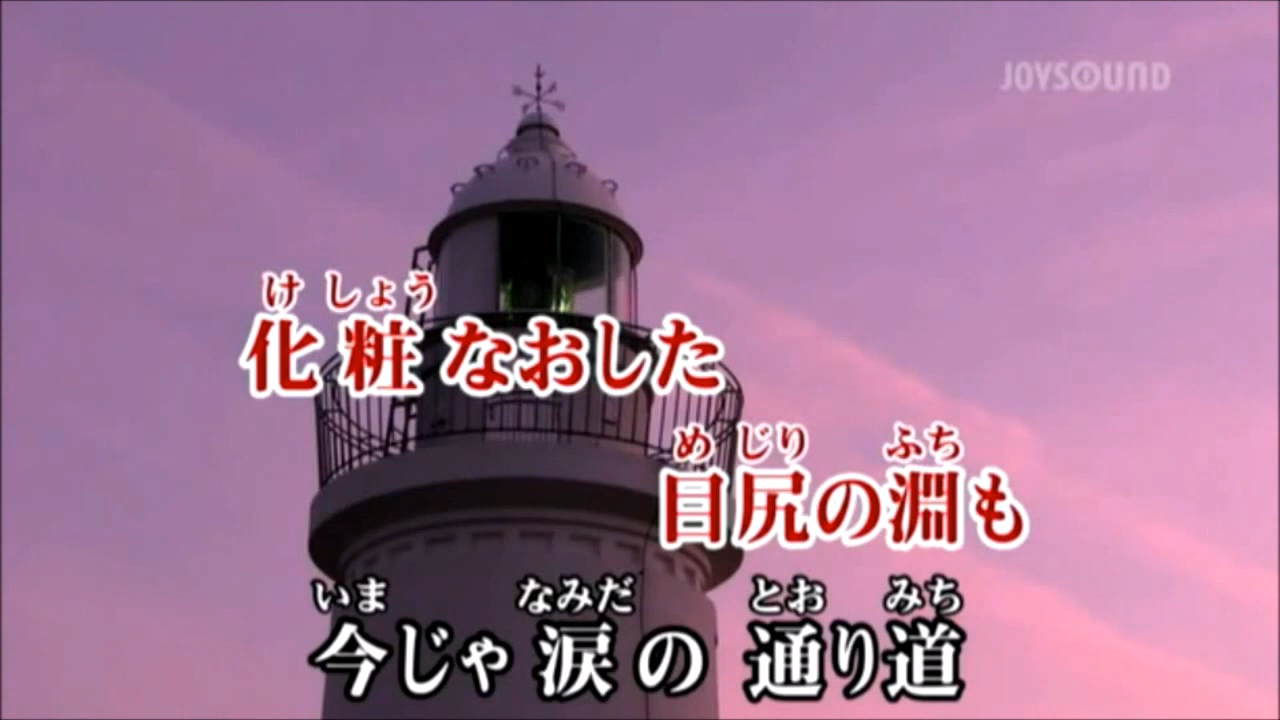 JOYSOUND
け しょう
化粧なおした
め じり ふち
目尻の淵も
いま なみだ とお みち
今じゃ 涙の 通り道